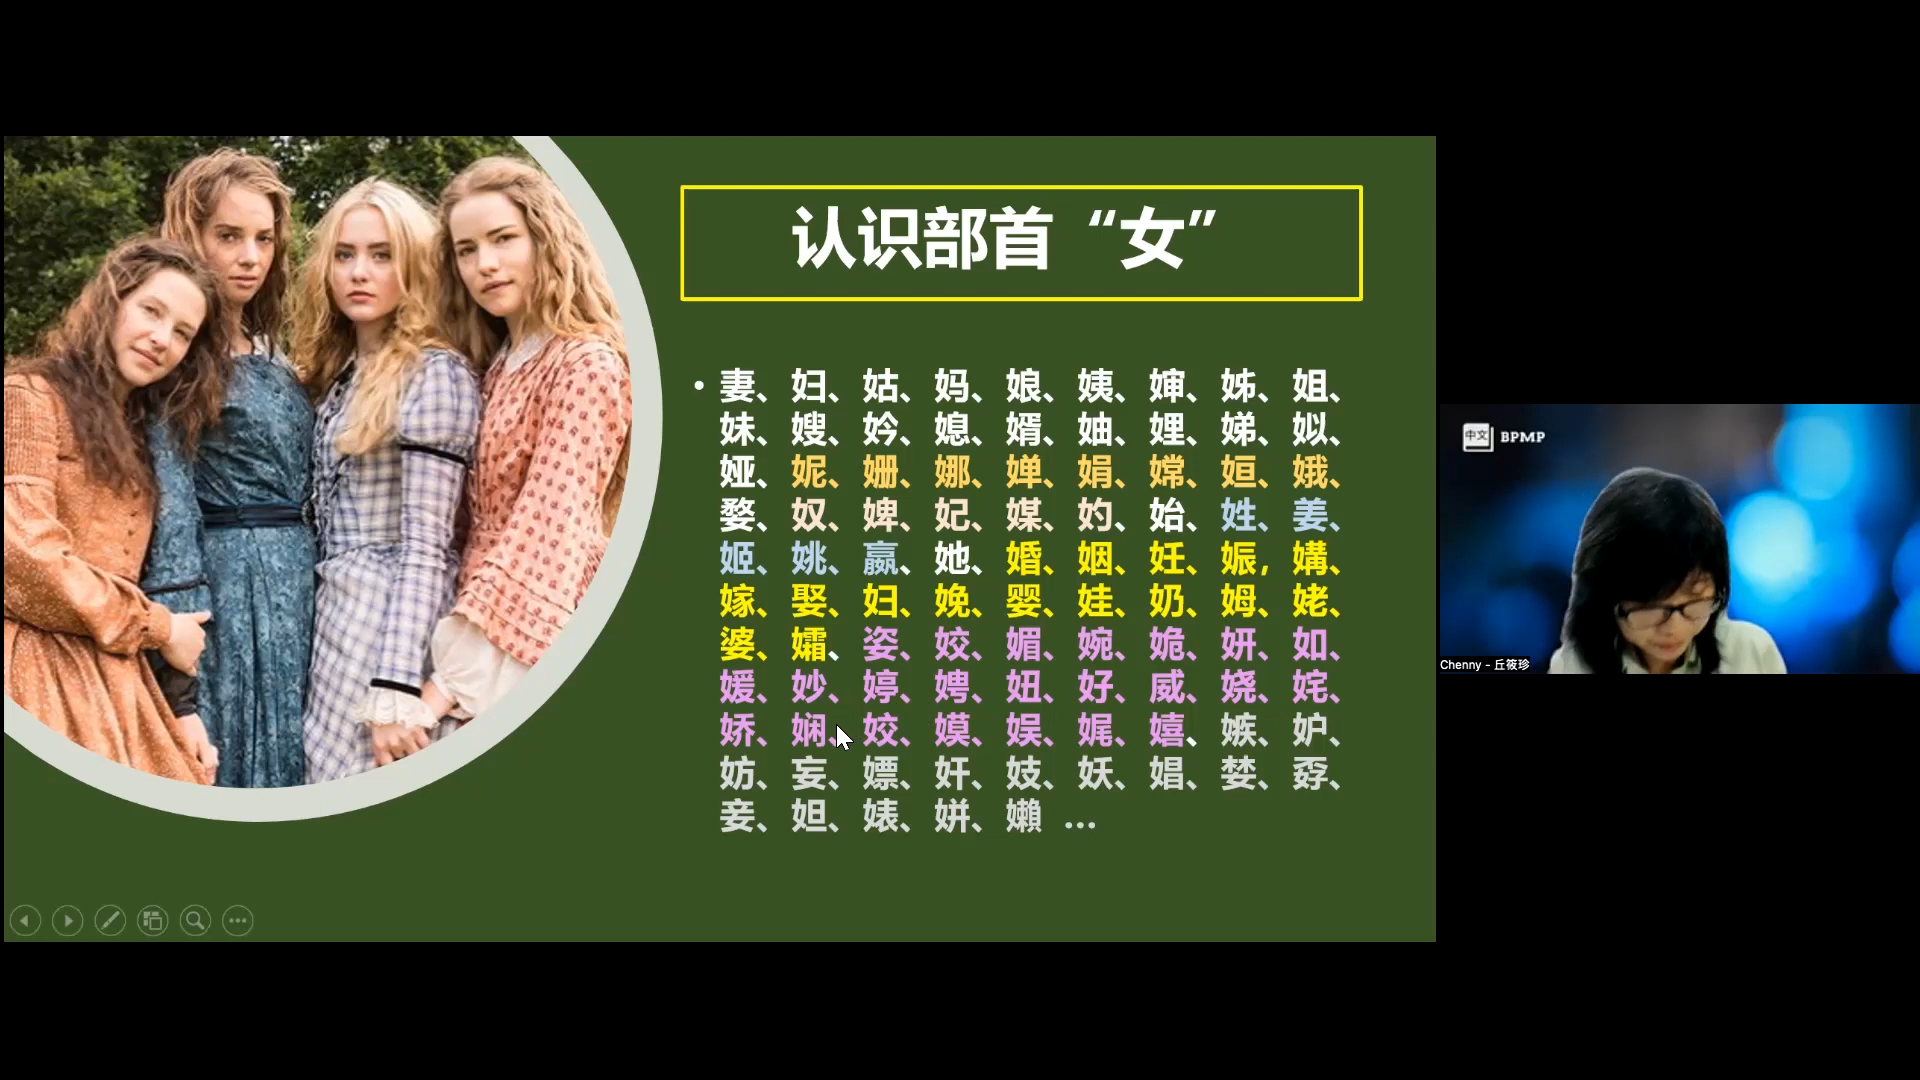 认识部首“女”
• 妻、妇、姑、妈、娘、姨、婶、姊、姐、
妹、嫂、妗、媳、婿、妯、娌、娣、姒、
娅、妮、姗、娜、婵、娟、嫦、姮、娥、
婺、奴、婢、妃、媒、妁、始、姓、姜、
姬、姚、嬴、她、婚、姻、妊、娠，媾、
嫁、娶、妇、娩、婴、娃、奶、姆、姥、
婆、孀、姿、姣、媚、婉、姽、妍、如、
媛、妙、婷、娉、妞、好、威、娆、姹、
娇、娴、姣、嫫、娱、娓、嬉、嫉、妒、
妨、妄、嫖、奸、妓、妖、娼、婪、孬、
妾、妲、婊、姘、嬾 …
中文 BPMP
Chenny - 丘筱珍